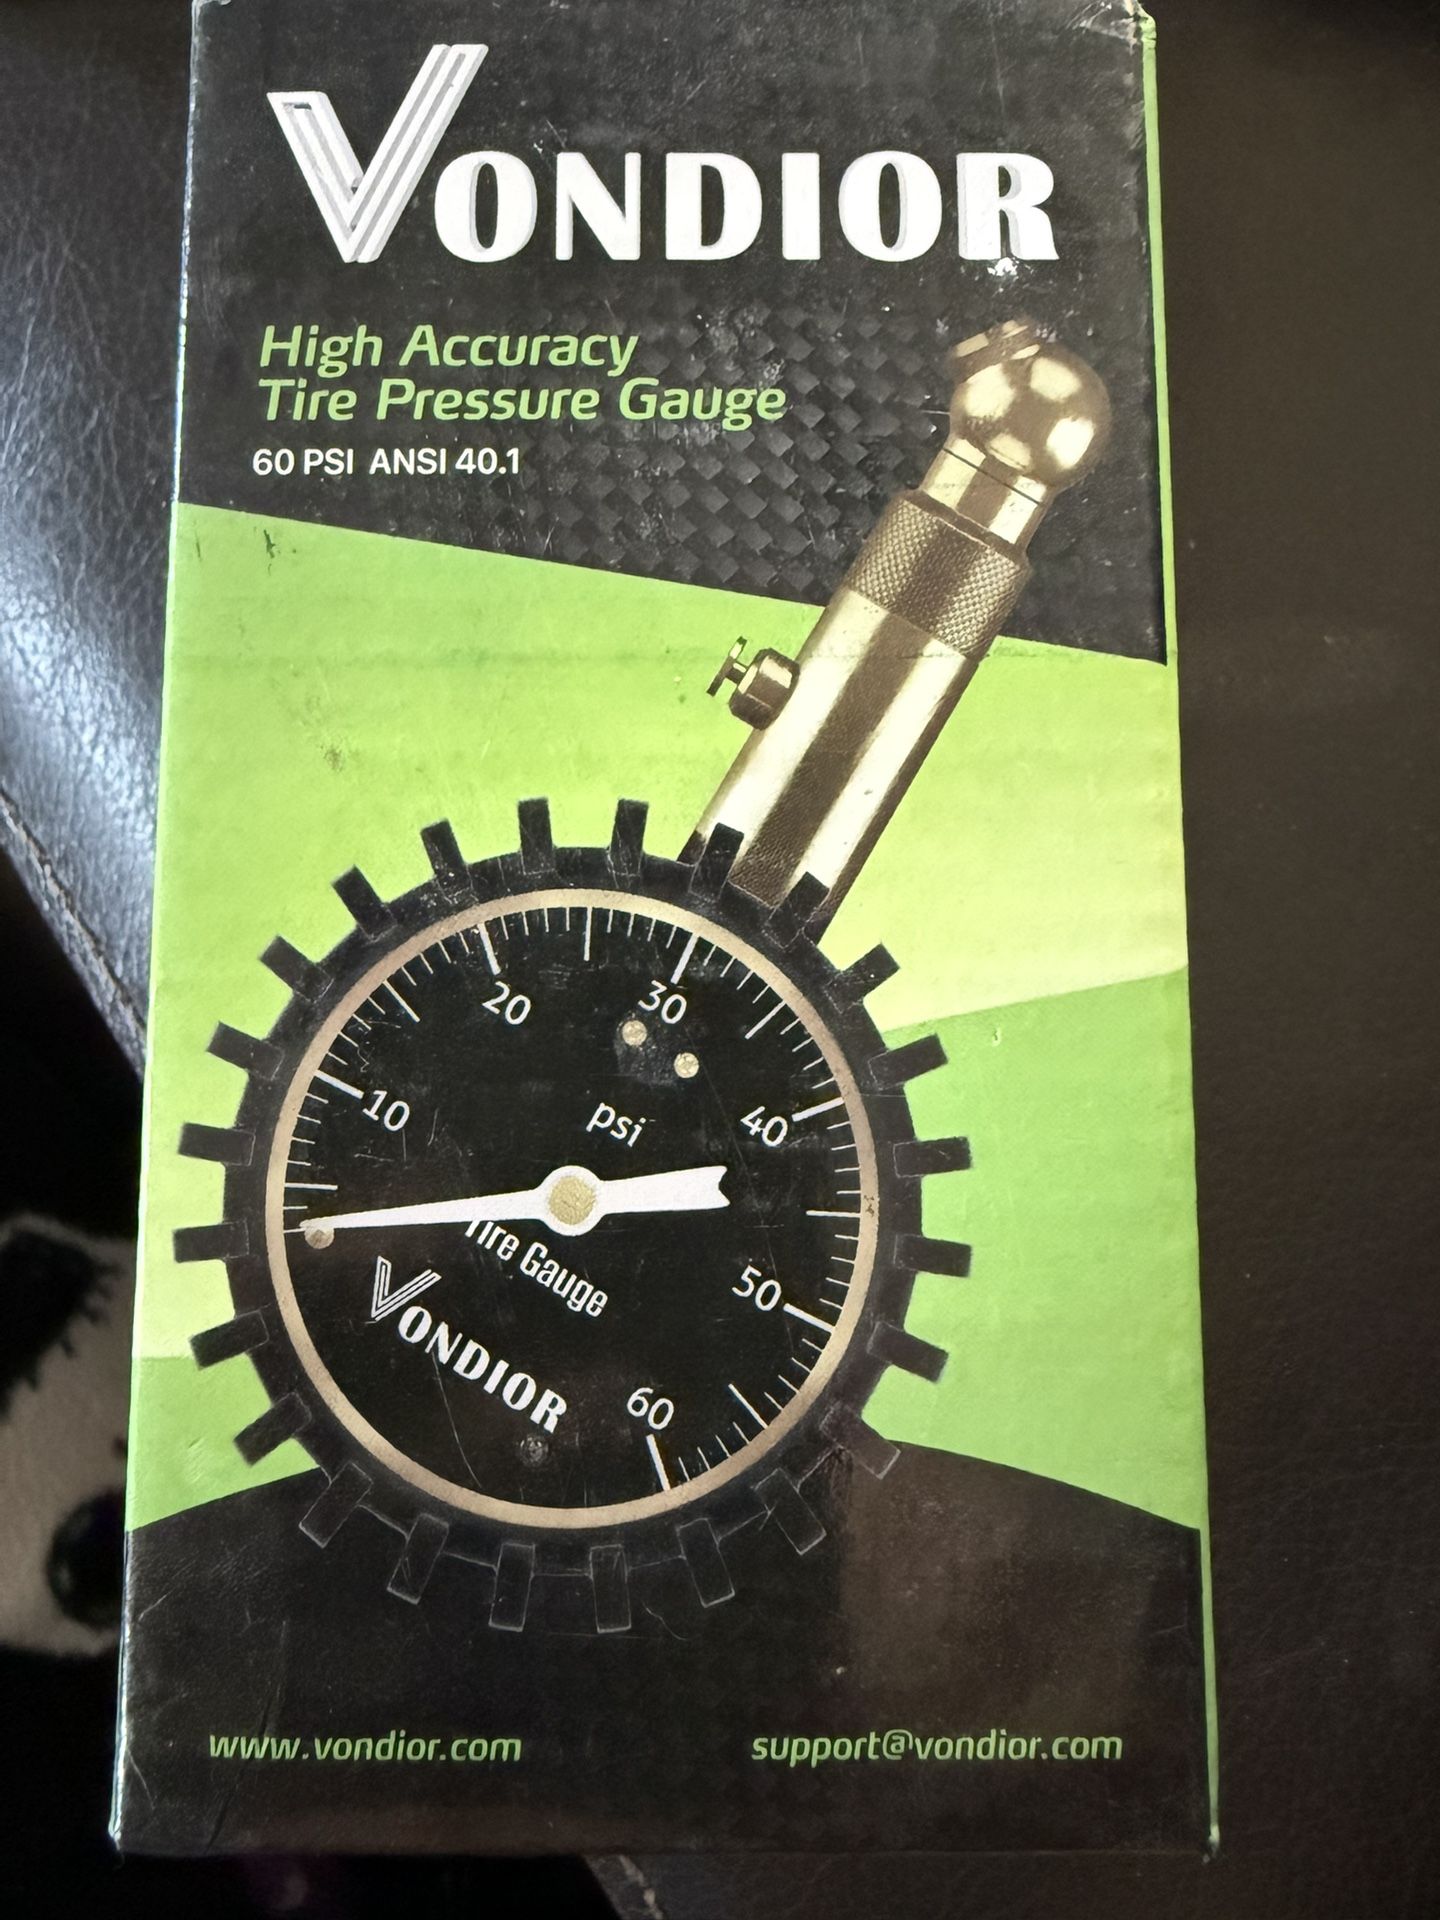 VONDIOR
High Accuracy
Tire Pressure Gauge
60 PSI ANSI 40.1
20
30
10
psi
40
Tire Gauge
50
VONDIOR
60
www.vondior.com
support@vondior.com